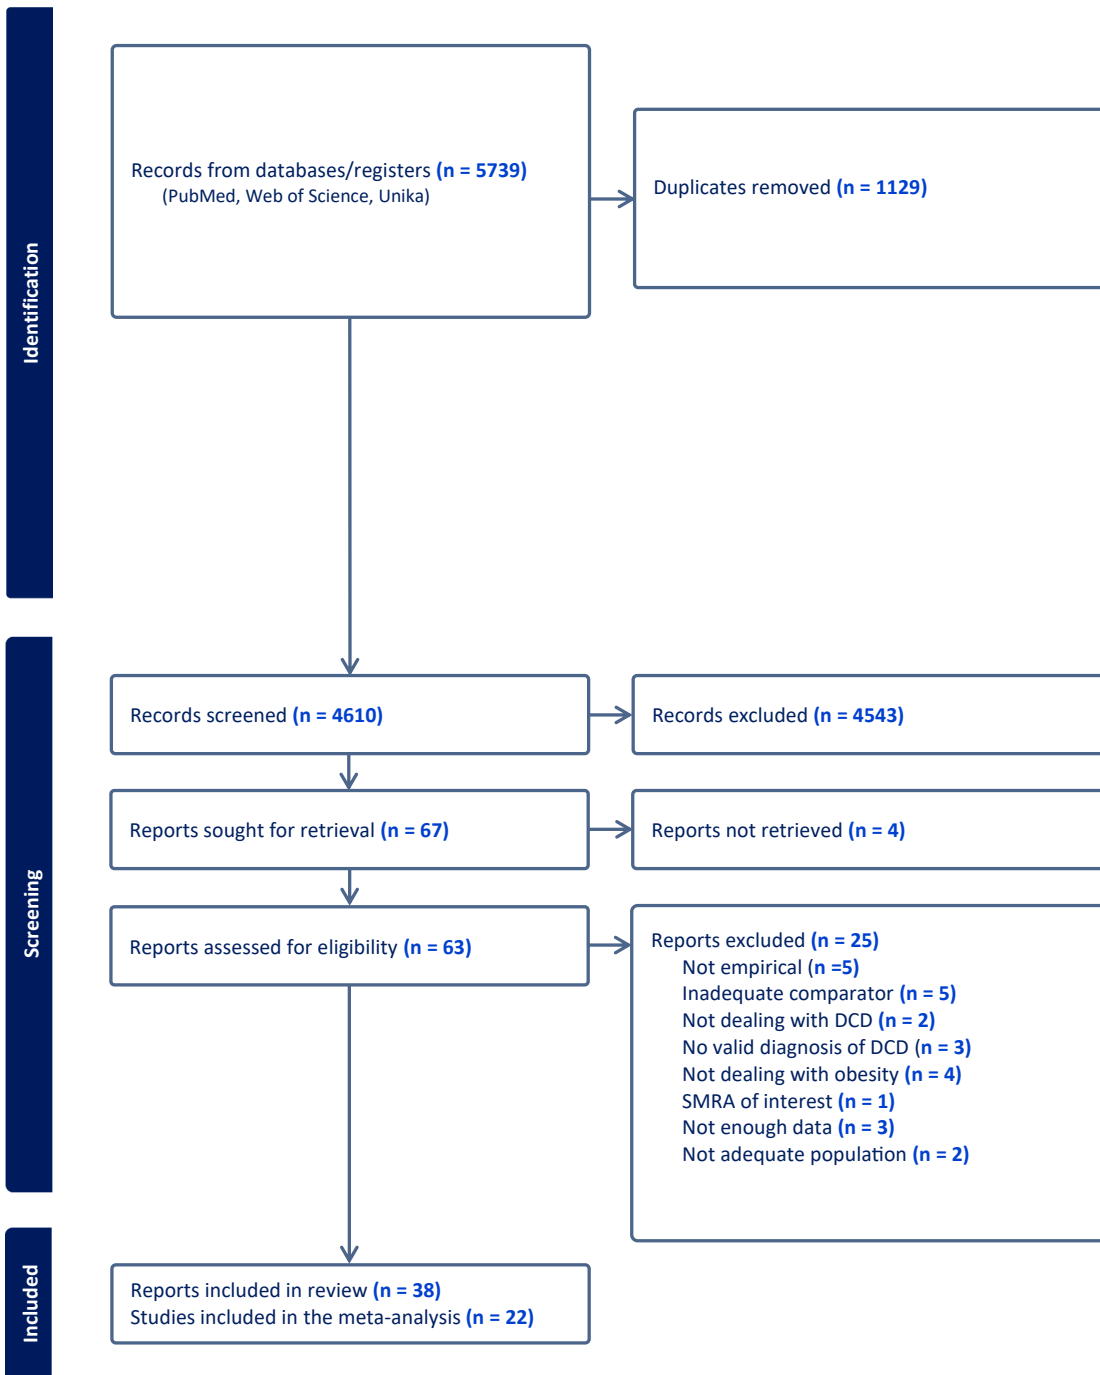 Identification
Records from databases/registers (n = 5739)
(PubMed, Web of Science, Unika)
Duplicates removed (n = 1129)
Screening
Records screened (n = 4610)
Records excluded (n = 4543)
Reports sought for retrieval (n = 67)
Reports not retrieved (n = 4)
Reports assessed for eligibility (n = 63)
Reports excluded (n = 25)
Not empirical (n =5)
Inadequate comparator (n = 5)
Not dealing with DCD (n = 2)
No valid diagnosis of DCD (n = 3)
Not dealing with obesity (n = 4)
SMRA of interest (n = 1)
Not enough data (n = 3)
Not adequate population (n = 2)
Included
Reports included in review (n = 38)
Studies included in the meta-analysis (n = 22)